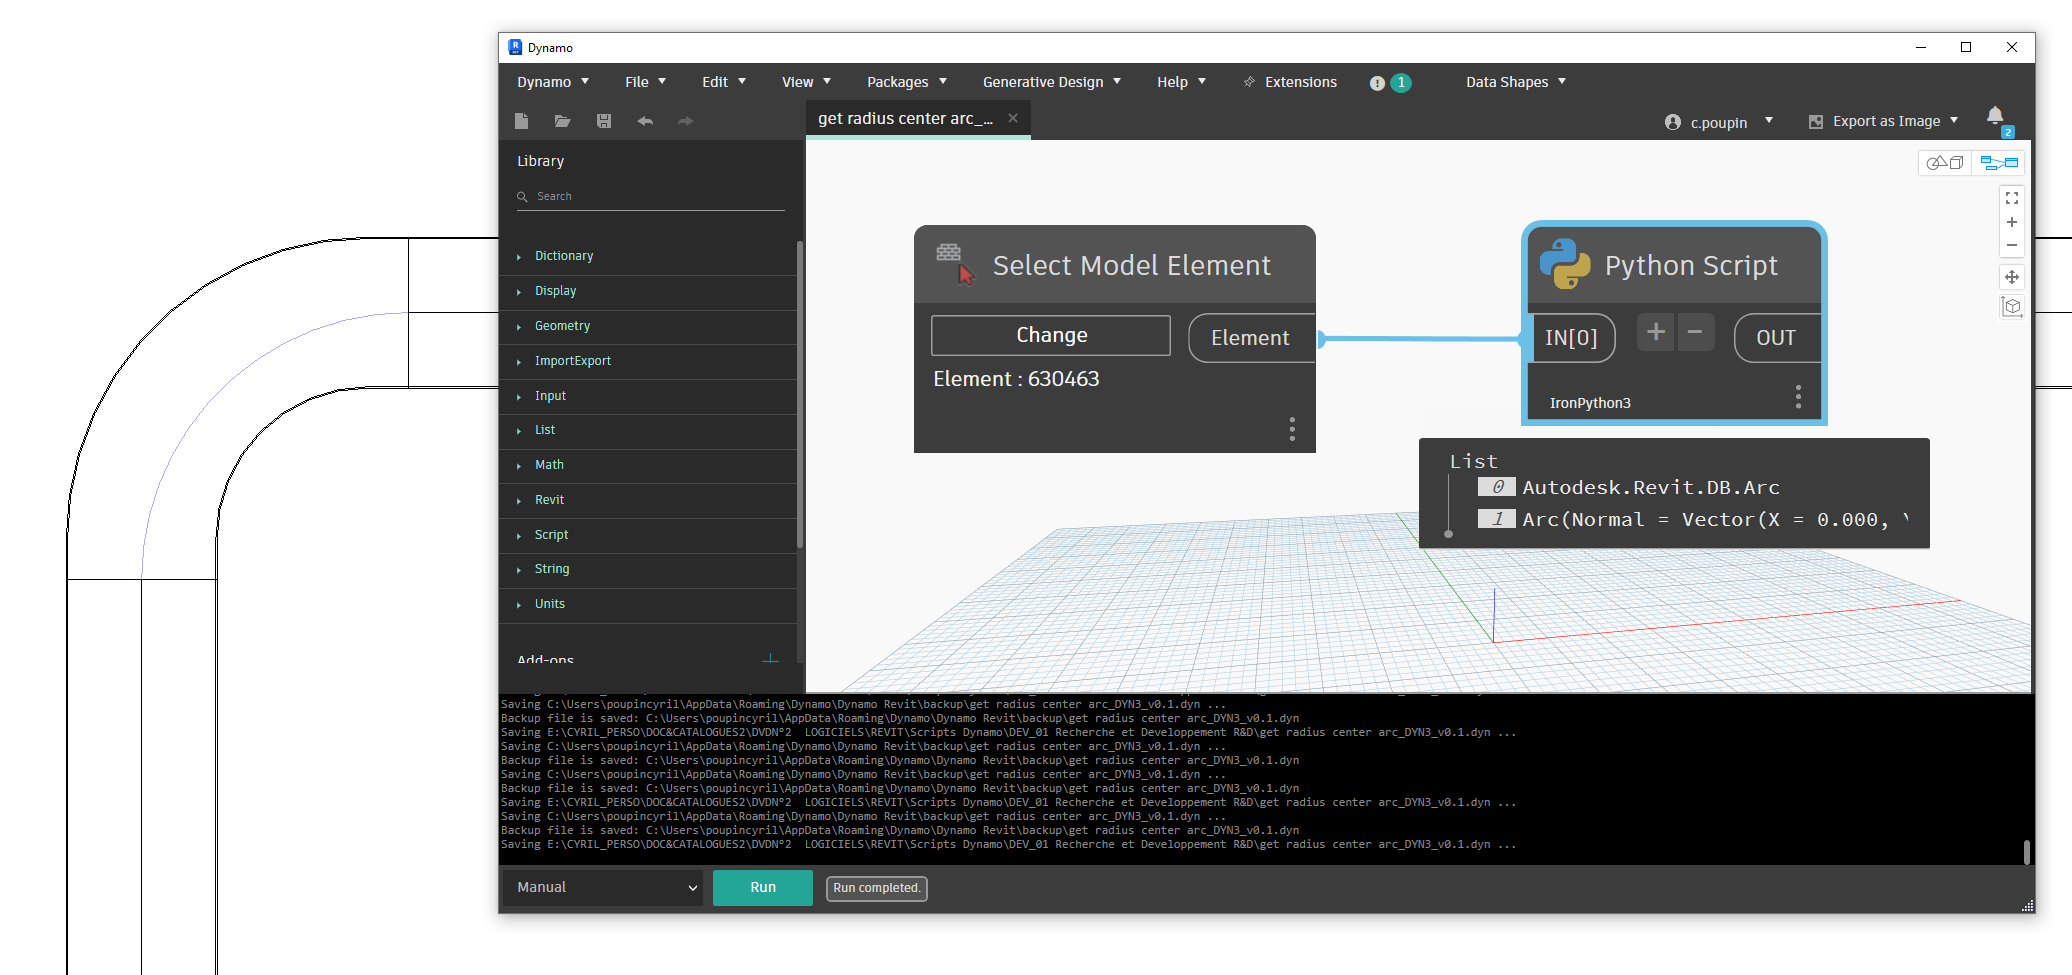 Dynamo
Dynamo File Edit View Packages Generative Design Help Extensions 1 Data Shapes
get radius center arc_...
c.poupin Export as Image 2
Library
Search
Dictionary
Display
Geometry
ImportExport
Input
List
Math
Revit
Script
String
Units
Add-ons
Select Model Element
Change
Element
Element : 630463
Python Script
IN[0] + − OUT
IronPython3
List
0 Autodesk.Revit.DB.Arc
1 Arc(Normal = Vector(X = 0.000,
Saving C:\Users\poupincyril\AppData\Roaming\Dynamo\Dynamo Revit\backup\get radius center arc_DYN3_v0.1.dyn ...
Backup file is saved: C:\Users\poupincyril\AppData\Roaming\Dynamo\Dynamo Revit\backup\get radius center arc_DYN3_v0.1.dyn
Saving E:\CYRIL_PERSO\DOC&CATALOGUES2\DVDN°2  LOGICIELS\REVIT\Scripts Dynamo\DEV_01 Recherche et Developpement R&D\get radius center arc_DYN3_v0.1.dyn ...
Saving C:\Users\poupincyril\AppData\Roaming\Dynamo\Dynamo Revit\backup\get radius center arc_DYN3_v0.1.dyn ...
Backup file is saved: C:\Users\poupincyril\AppData\Roaming\Dynamo\Dynamo Revit\backup\get radius center arc_DYN3_v0.1.dyn
Saving C:\Users\poupincyril\AppData\Roaming\Dynamo\Dynamo Revit\backup\get radius center arc_DYN3_v0.1.dyn ...
Backup file is saved: C:\Users\poupincyril\AppData\Roaming\Dynamo\Dynamo Revit\backup\get radius center arc_DYN3_v0.1.dyn
Saving E:\CYRIL_PERSO\DOC&CATALOGUES2\DVDN°2  LOGICIELS\REVIT\Scripts Dynamo\DEV_01 Recherche et Developpement R&D\get radius center arc_DYN3_v0.1.dyn ...
Saving C:\Users\poupincyril\AppData\Roaming\Dynamo\Dynamo Revit\backup\get radius center arc_DYN3_v0.1.dyn ...
Backup file is saved: C:\Users\poupincyril\AppData\Roaming\Dynamo\Dynamo Revit\backup\get radius center arc_DYN3_v0.1.dyn
Saving E:\CYRIL_PERSO\DOC&CATALOGUES2\DVDN°2  LOGICIELS\REVIT\Scripts Dynamo\DEV_01 Recherche et Developpement R&D\get radius center arc_DYN3_v0.1.dyn ...
Manual Run Run completed.